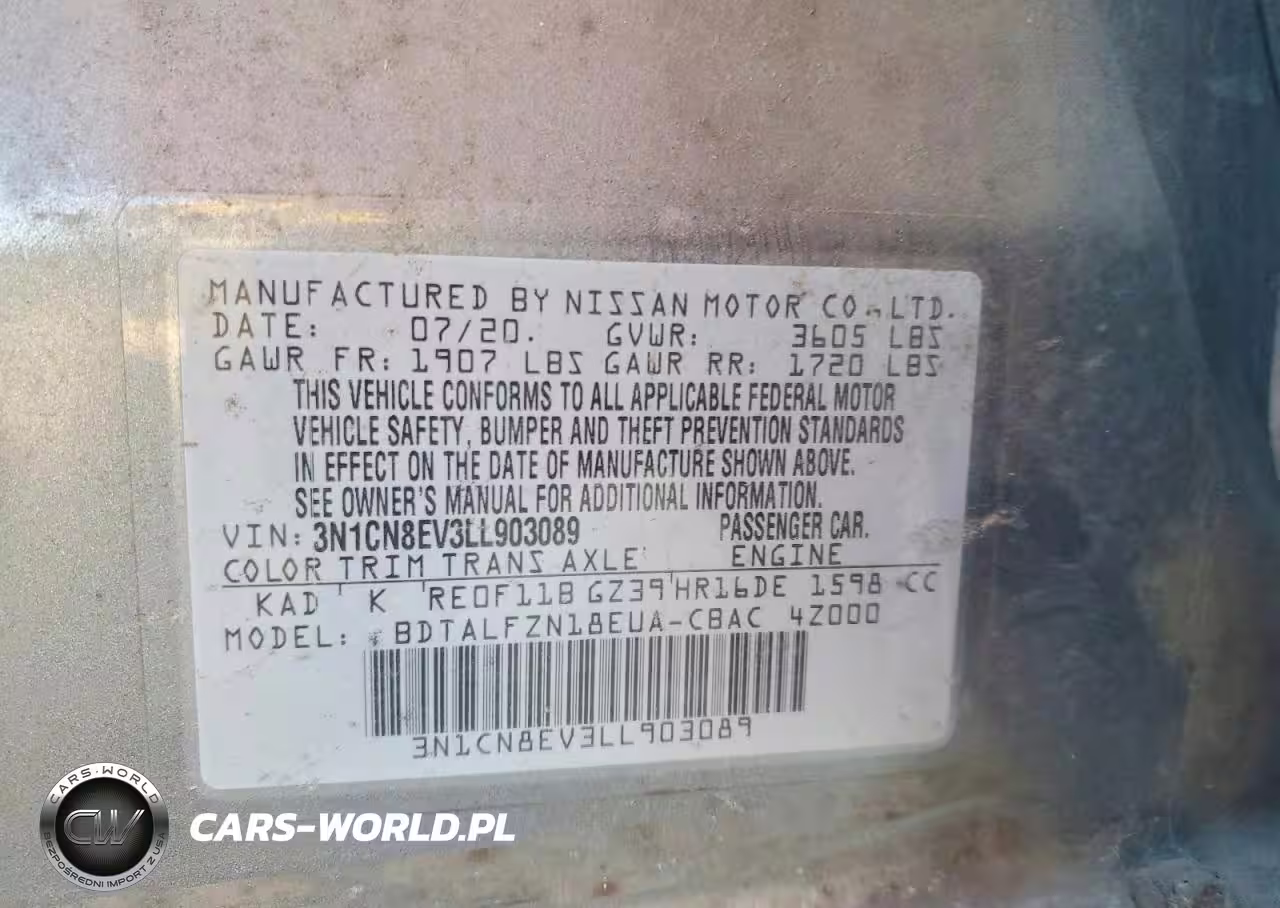 MANUFACTURED BY NISSAN MOTOR CO., LTD.
DATE: 07/20. GVWR: 3605 LBS
GAWR FR: 1907 LBS GAWR RR: 1720 LBS
THIS VEHICLE CONFORMS TO ALL APPLICABLE FEDERAL MOTOR
VEHICLE SAFETY, BUMPER AND THEFT PREVENTION STANDARDS
IN EFFECT ON THE DATE OF MANUFACTURE SHOWN ABOVE.
SEE OWNER'S MANUAL FOR ADDITIONAL INFORMATION.
VIN: 3N1CN8EV3LL903089 PASSENGER CAR.
COLOR TRIM TRANS AXLE ENGINE
KAD K RE0F11B GZ39 HR16DE 1598 CC
MODEL: BDTALFZN18EUA-CBAC 4Z000
3N1CN8EV3LL903089
CARS-WORLD
CW
BEZPOŚREDNI IMPORT Z USA
CARS-WORLD.PL